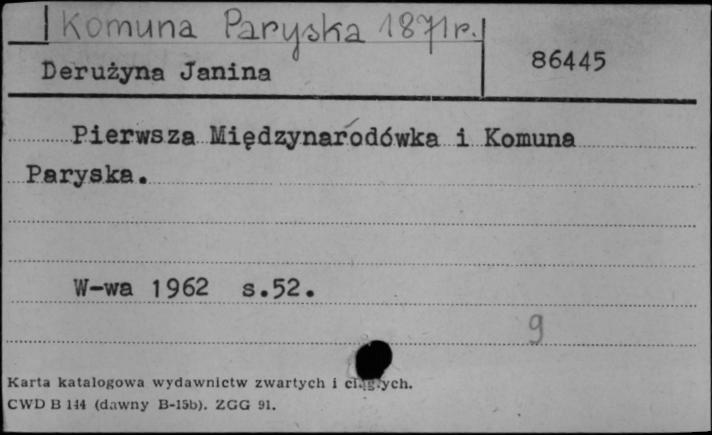 Komuna Paryska 1871r.
Derużyna Janina
86445
Pierwsza Międzynarodówka i Komuna
Paryska.
W-wa 1962 s.52.
g
Karta katalogowa wydawnictw zwartych i ciągłych.
CWD B 144 (dawny B-15b). ZGG 91.